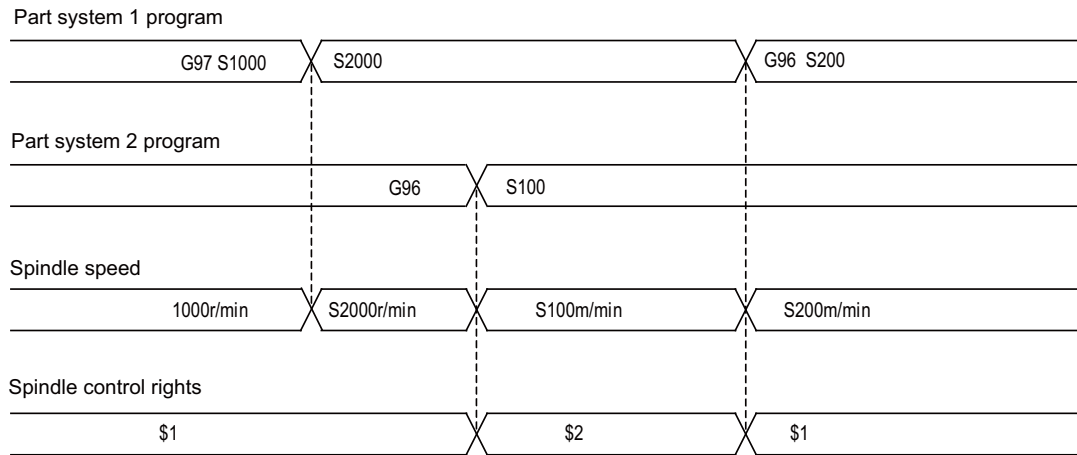 Part system 1 program
G97 S1000 S2000 G96 S200
Part system 2 program
G96 S100
Spindle speed
1000r/min S2000r/min S100m/min S200m/min
Spindle control rights
$1 $2 $1